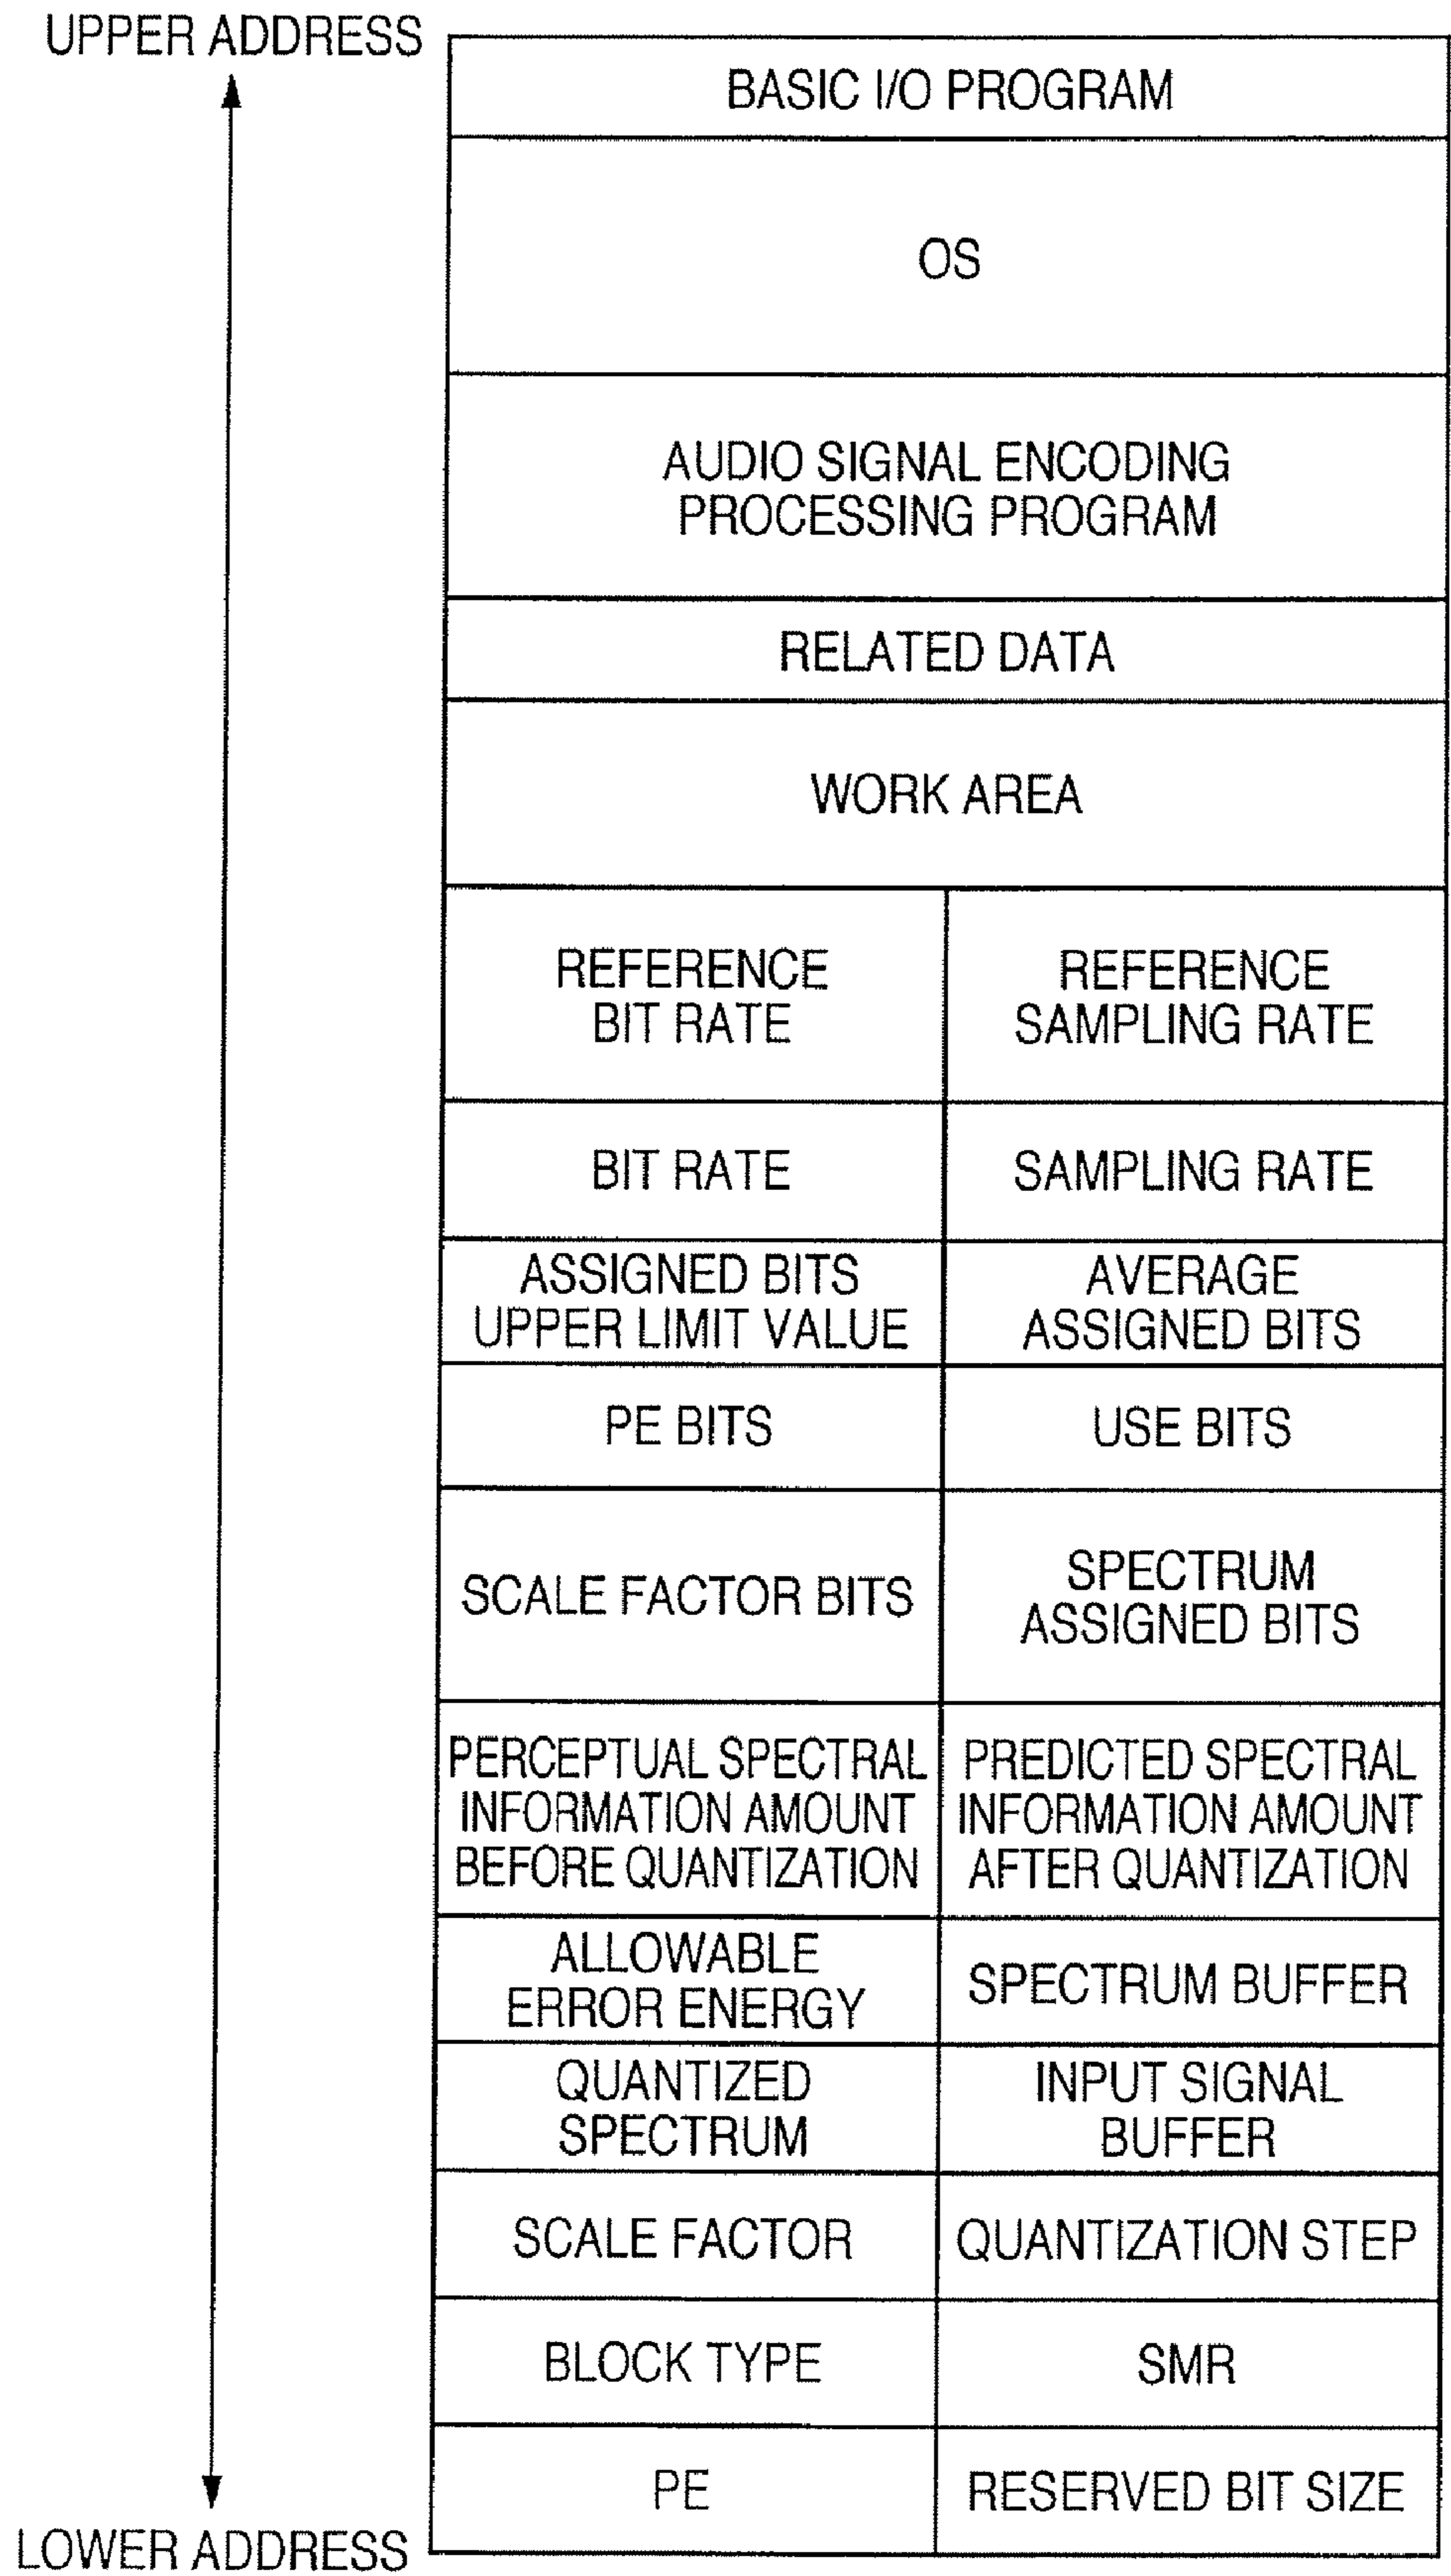 UPPER ADDRESS
BASIC I/O PROGRAM
OS
AUDIO SIGNAL ENCODING
PROCESSING PROGRAM
RELATED DATA
WORK AREA
REFERENCE
BIT RATE
REFERENCE
SAMPLING RATE
BIT RATE
SAMPLING RATE
ASSIGNED BITS
UPPER LIMIT VALUE
AVERAGE
ASSIGNED BITS
PE BITS
USE BITS
SCALE FACTOR BITS
SPECTRUM
ASSIGNED BITS
PERCEPTUAL SPECTRAL
INFORMATION AMOUNT
BEFORE QUANTIZATION
PREDICTED SPECTRAL
INFORMATION AMOUNT
AFTER QUANTIZATION
ALLOWABLE
ERROR ENERGY
SPECTRUM BUFFER
QUANTIZED
SPECTRUM
INPUT SIGNAL
BUFFER
SCALE FACTOR
QUANTIZATION STEP
BLOCK TYPE
SMR
PE
RESERVED BIT SIZE
LOWER ADDRESS